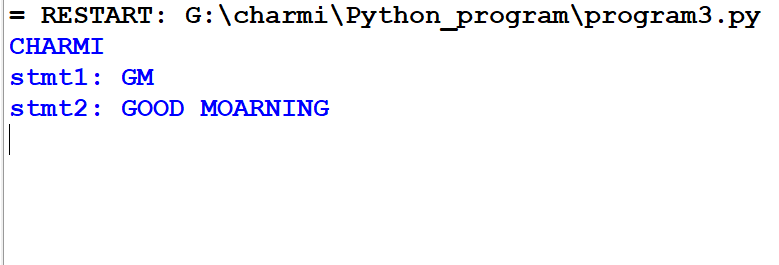 = RESTART: G:\charmi\Python_program\program3.py
CHARMI
stmt1: GM
stmt2: GOOD MOARNING